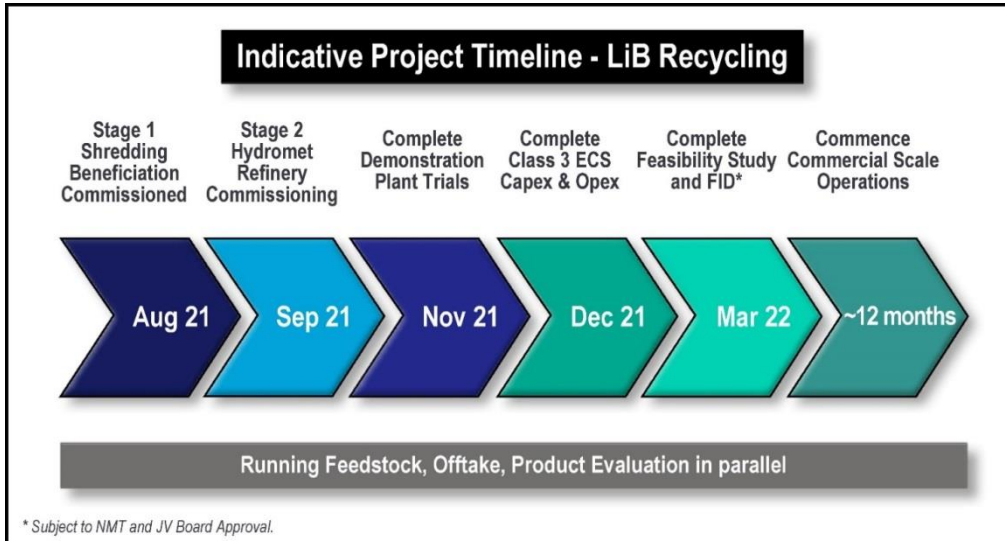 Indicative Project Timeline - LiB Recycling
Stage 1
Shredding
Beneficiation
Commissioned
Stage 2
Hydromet
Refinery
Commissioning
Complete
Demonstration
Plant Trials
Complete
Class 3 ECS
Capex & Opex
Complete
Feasibility Study
and FID*
Commence
Commercial Scale
Operations
Aug 21
Sep 21
Nov 21
Dec 21
Mar 22
~12 months
Running Feedstock, Offtake, Product Evaluation in parallel
* Subject to NMT and JV Board Approval.